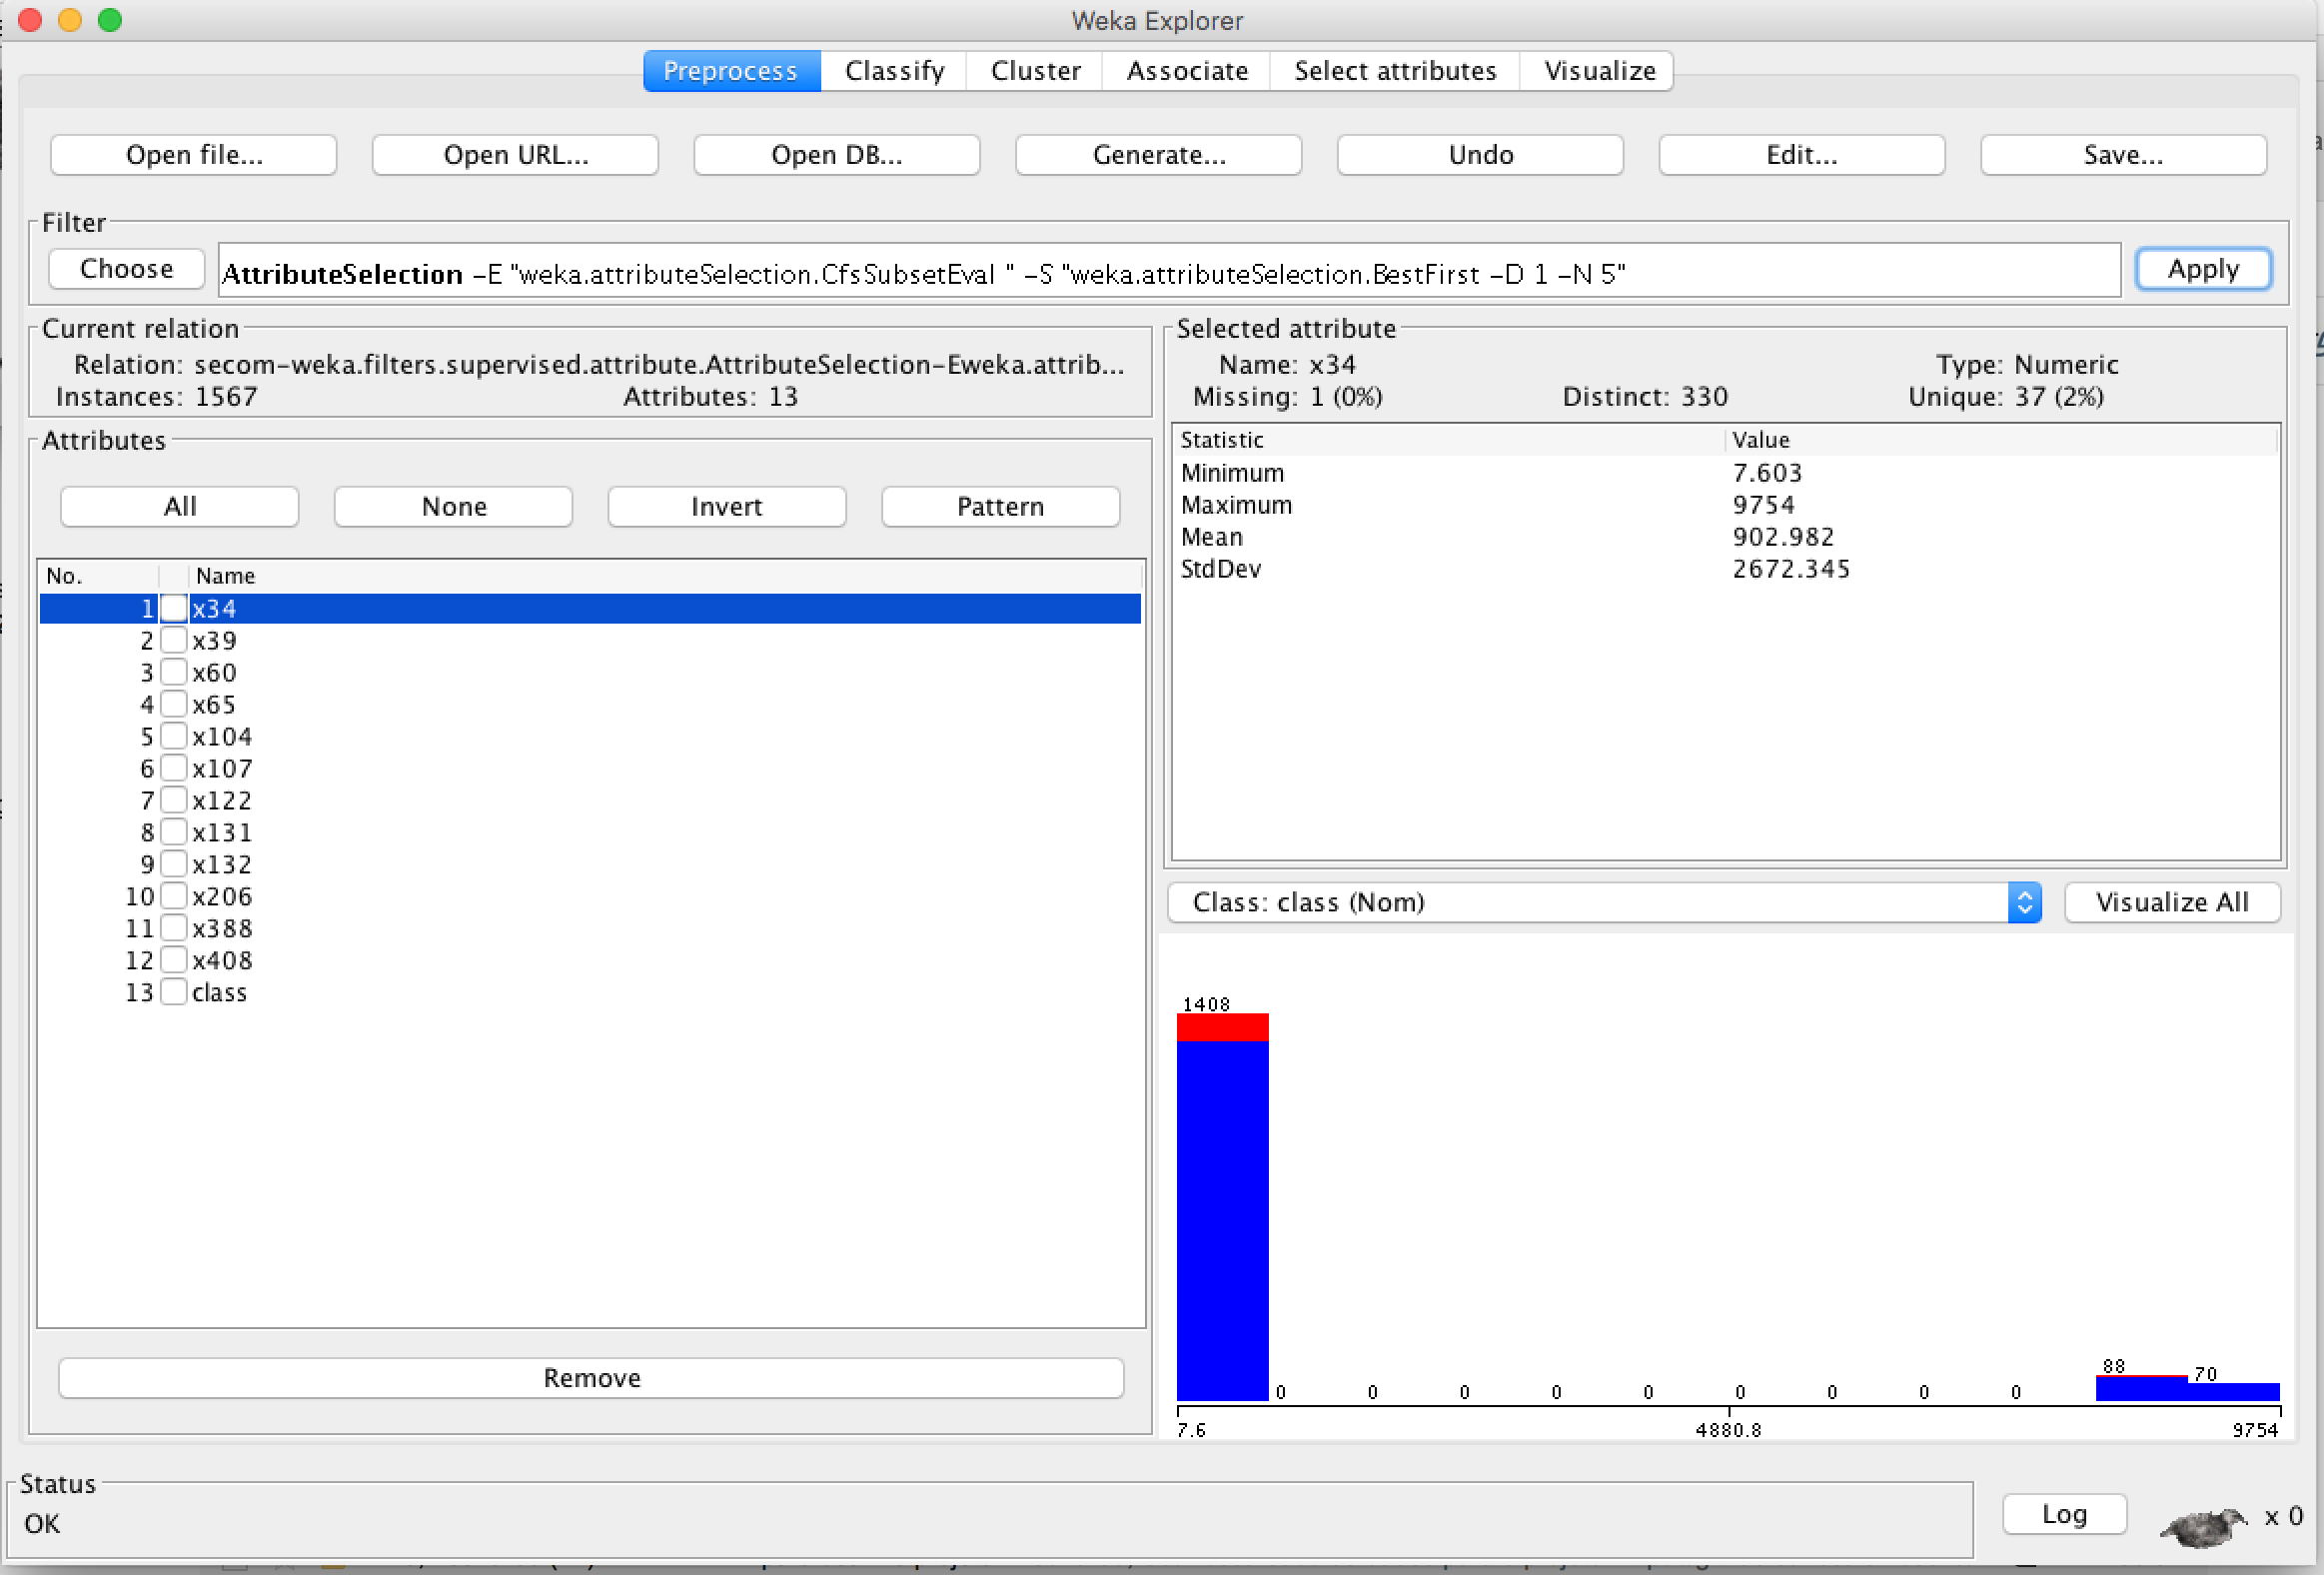 Weka Explorer
Preprocess Classify Cluster Associate Select attributes Visualize
Open file... Open URL... Open DB... Generate... Undo Edit... Save...
Filter
Choose AttributeSelection -E "weka.attributeSelection.CfsSubsetEval " -S "weka.attributeSelection.BestFirst -D 1 -N 5" Apply
Current relation
Relation: secom-weka.filters.supervised.attribute.AttributeSelection-Eweka.attrib...
Instances: 1567 Attributes: 13
Attributes
All None Invert Pattern
No. Name
1 x34
2 x39
3 x60
4 x65
5 x104
6 x107
7 x122
8 x131
9 x132
10 x206
11 x388
12 x408
13 class
Remove
Selected attribute
Name: x34 Type: Numeric
Missing: 1 (0%) Distinct: 330 Unique: 37 (2%)
Statistic Value
Minimum 7.603
Maximum 9754
Mean 902.982
StdDev 2672.345
Class: class (Nom) Visualize All
1408
0 0 0 0 0 0 0 0 0 88 70
7.6 4880.8 9754
Status
OK
Log x 0